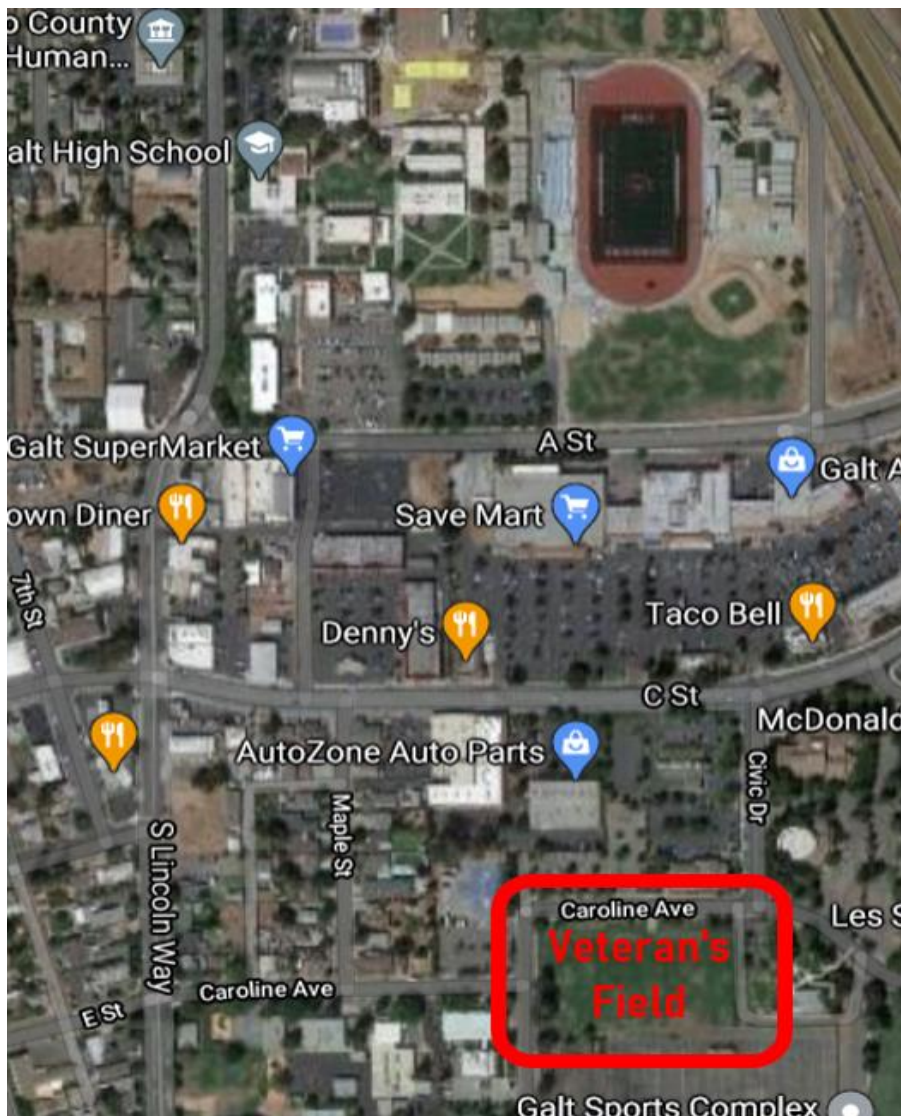 o County
Human...
alt High School
A St
Galt SuperMarket
Galt A
own Diner
Save Mart
7th St
Taco Bell
Denny's
C St
McDonald
AutoZone Auto Parts
Civic Dr
Maple St
S Lincoln Way
Caroline Ave
Les S
Veteran's
Field
Caroline Ave
E St
Galt Sports Complex